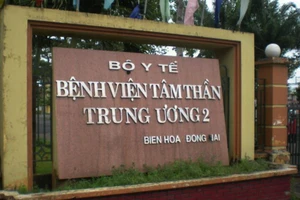 BỘ Y TẾ
BỆNH VIỆN TÂM THẦN
TRUNG ƯƠNG 2
BIEN HOA ĐONG NAI